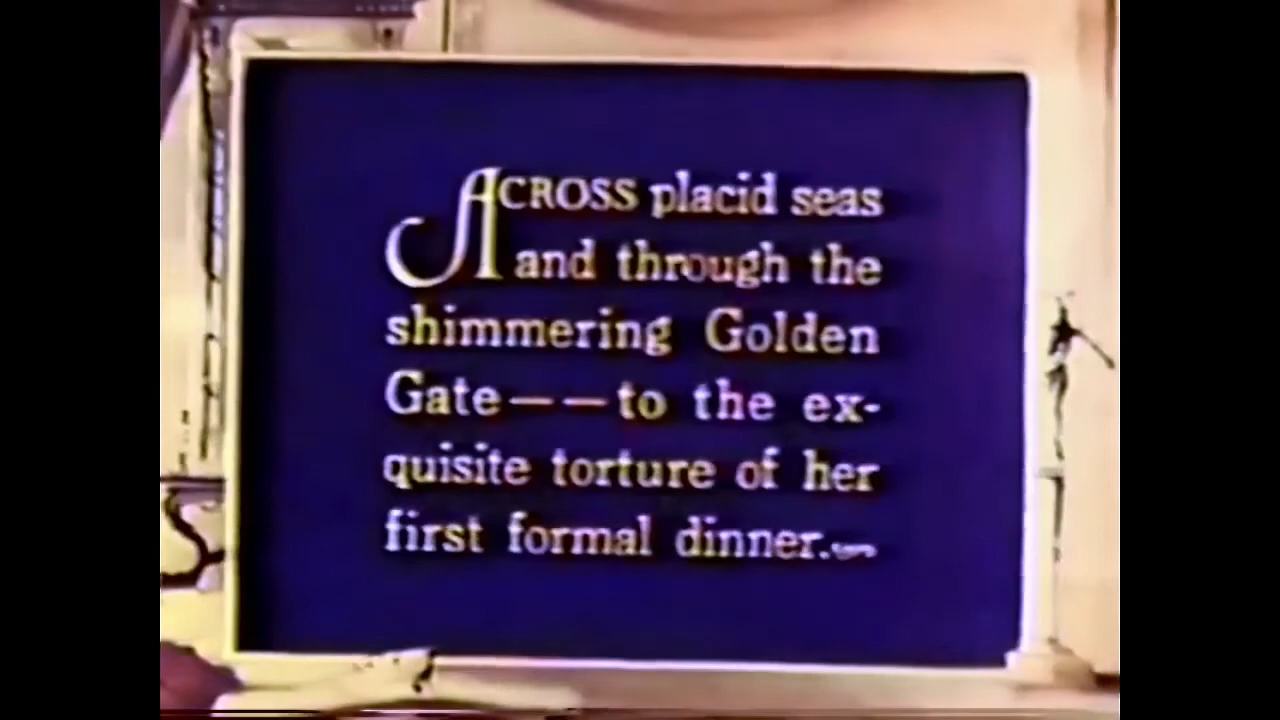 ACROSS placid seas
and through the
shimmering Golden
Gate——to the ex-
quisite torture of her
first formal dinner.